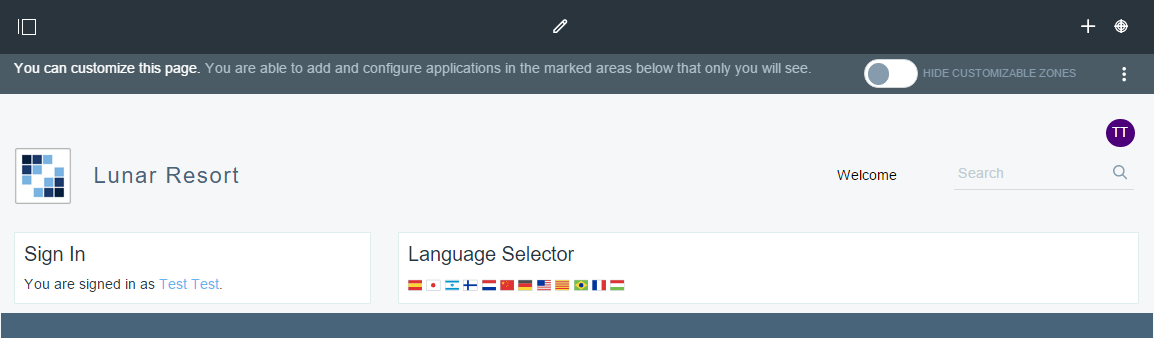 You can customize this page. You are able to add and configure applications in the marked areas below that only you will see.
HIDE CUSTOMIZABLE ZONES
TT
Lunar Resort
Welcome
Search
Sign In
You are signed in as Test Test.
Language Selector